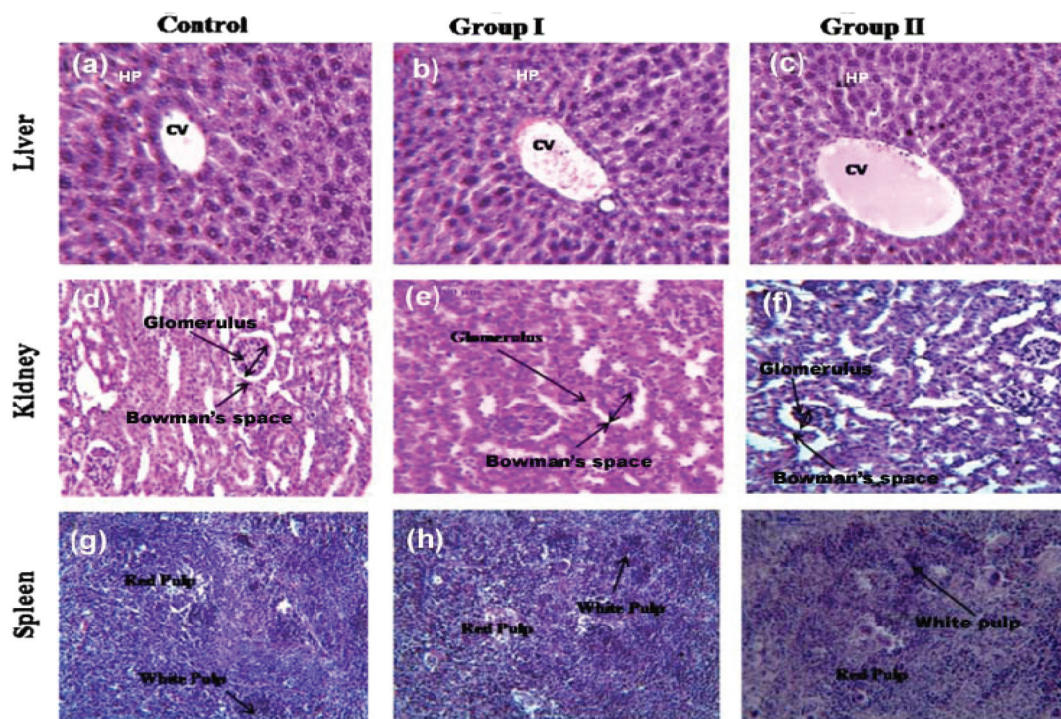 Control
Group I
Group II
Liver
(a)
HP
CV
b)
HP
CV
(c)
HP
CV
Kidney
(d)
Glomerulus
Bowman's space
(e)
Glomerulus
Bowman's space
(f)
Glomerulus
Bowman's space
Spleen
(g)
Red Pulp
White Pulp
(h)
White Pulp
Red Pulp
White pulp
Red Pulp